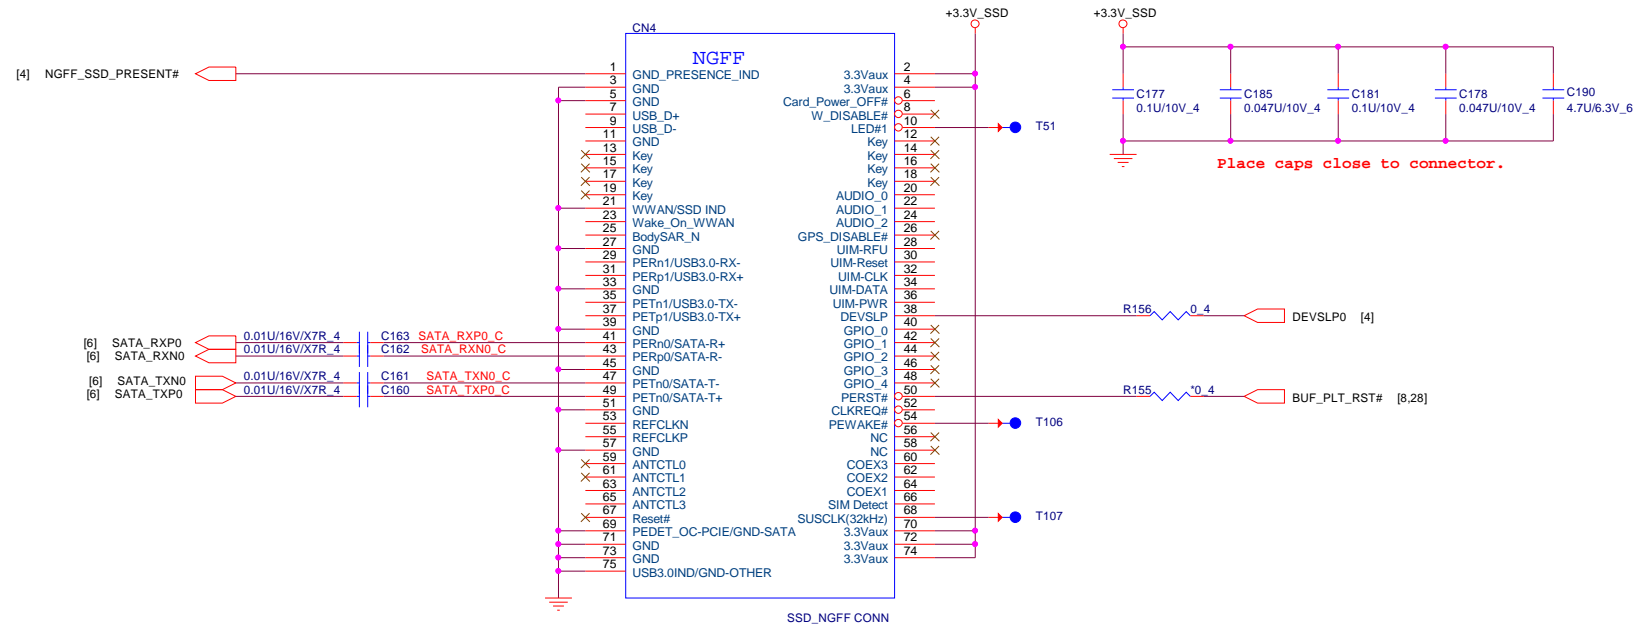 +3.3V_SSD
+3.3V_SSD
CN4
NGFF
[4] NGFF_SSD_PRESENT#
1 GND_PRESENCE_IND 3.3Vaux 2
3 GND 3.3Vaux 4
5 GND Card_Power_OFF# 6
7 USB_D+ W_DISABLE# 8
9 USB_D- LED#1 10 T51
11 GND Key 12
13 Key Key 14
15 Key Key 16
17 Key Key 18
19 Key AUDIO_0 20
21 WWAN/SSD IND AUDIO_1 22
23 Wake_On_WWAN AUDIO_2 24
25 BodySAR_N GPS_DISABLE# 26
27 GND UIM-RFU 28
29 PERn1/USB3.0-RX- UIM-Reset 30
31 PERp1/USB3.0-RX+ UIM-CLK 32
33 GND UIM-DATA 34
35 PETn1/USB3.0-TX- UIM-PWR 36
37 PETp1/USB3.0-TX+ DEVSLP 38 R156 0_4 DEVSLP0 [4]
39 GND GPIO_0 40
[6] SATA_RXP0 0.01U/16V/X7R_4 C163 SATA_RXP0_C 41 PERn0/SATA-R+ GPIO_1 42
[6] SATA_RXN0 0.01U/16V/X7R_4 C162 SATA_RXN0_C 43 PERp0/SATA-R- GPIO_2 44
45 GND GPIO_3 46
[6] SATA_TXN0 0.01U/16V/X7R_4 C161 SATA_TXN0_C 47 PETn0/SATA-T- GPIO_4 48
[6] SATA_TXP0 0.01U/16V/X7R_4 C160 SATA_TXP0_C 49 PETn0/SATA-T+ PERST# 50 R155 *0_4 BUF_PLT_RST# [8,28]
51 GND CLKREQ# 52
53 REFCLKN PEWAKE# 54 T106
55 REFCLKP NC 56
57 GND NC 58
59 ANTCTL0 COEX3 60
61 ANTCTL1 COEX2 62
63 ANTCTL2 COEX1 64
65 ANTCTL3 SIM Detect 66
67 Reset# SUSCLK(32kHz) 68 T107
69 PEDET_OC-PCIE/GND-SATA 3.3Vaux 70
71 GND 3.3Vaux 72
73 GND 3.3Vaux 74
75 USB3.0IND/GND-OTHER
SSD_NGFF CONN
C177
0.1U/10V_4
C185
0.047U/10V_4
C181
0.1U/10V_4
C178
0.047U/10V_4
C190
4.7U/6.3V_6
Place caps close to connector.